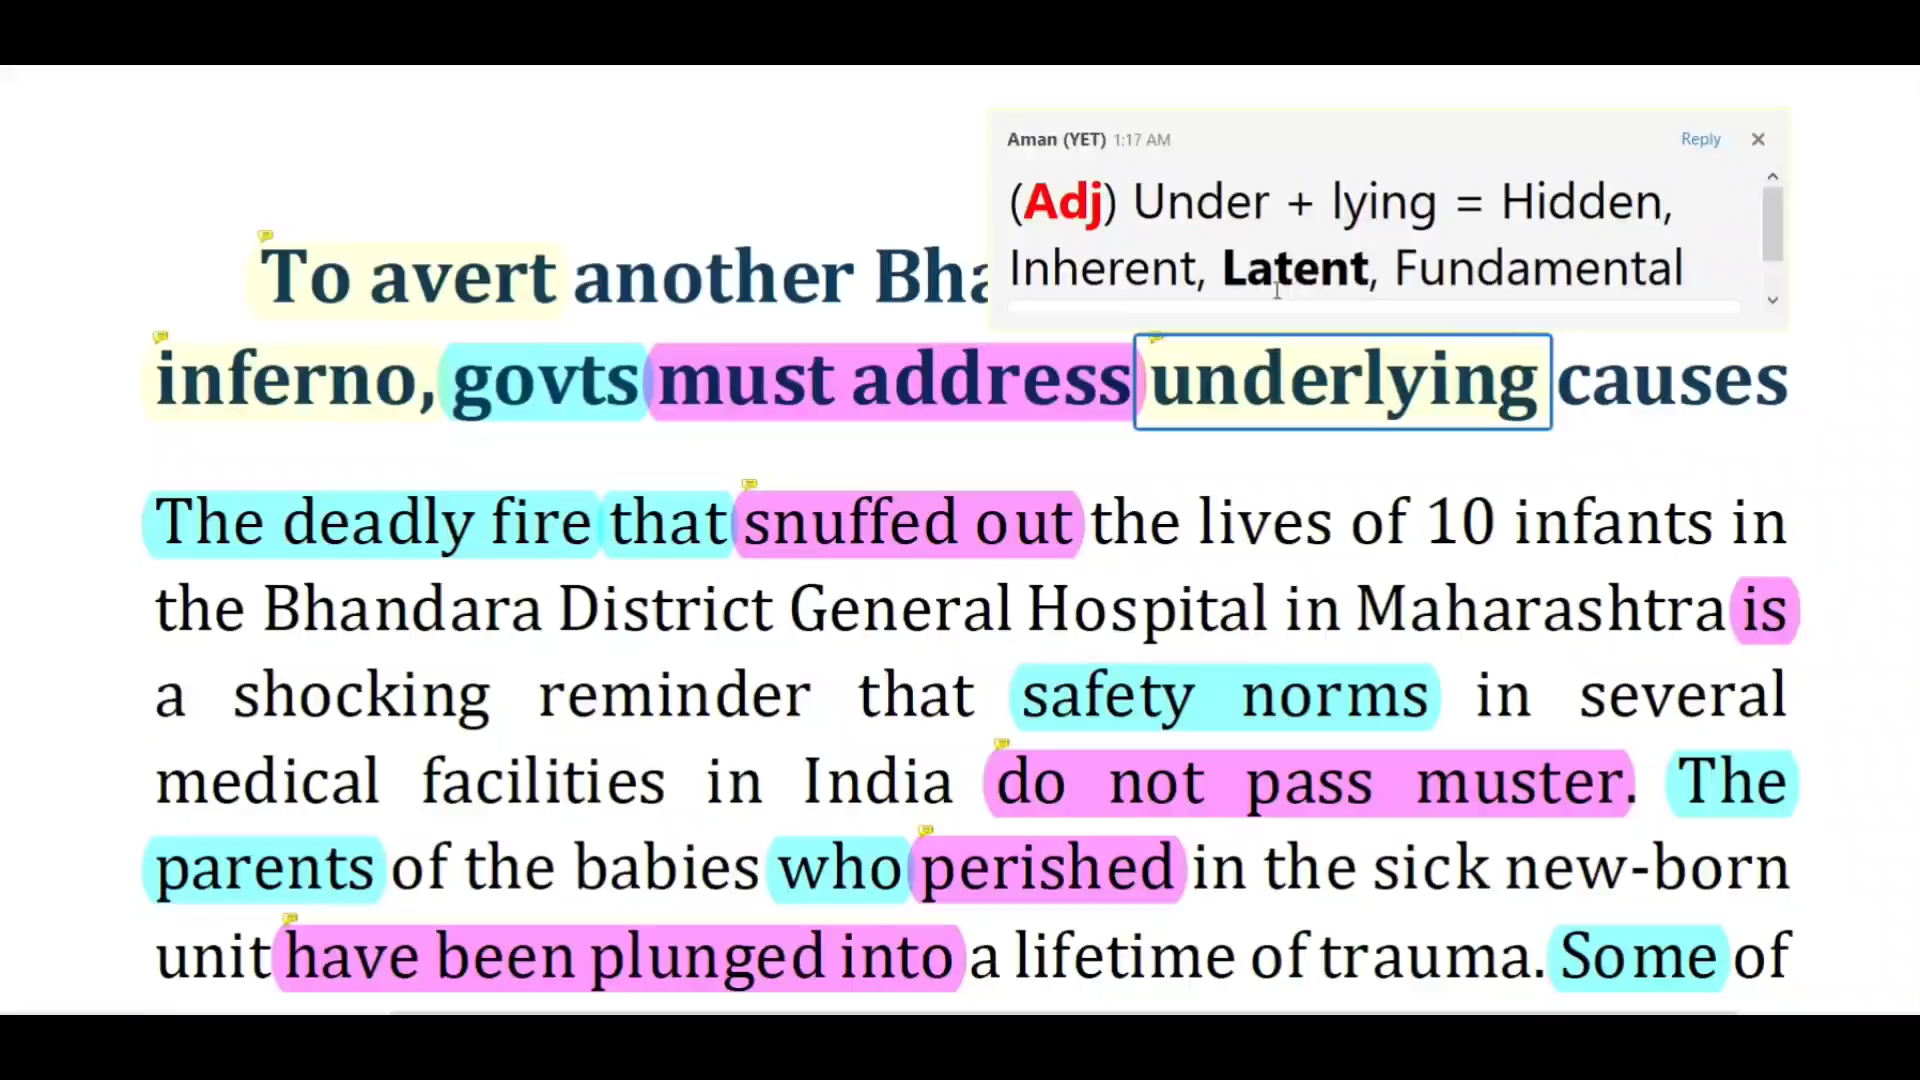 Aman (YET) 1:17 AM Reply
(Adj) Under + lying = Hidden,
Inherent, Latent, Fundamental
To avert another Bha
inferno, govts must address underlying causes
The deadly fire that snuffed out the lives of 10 infants in
the Bhandara District General Hospital in Maharashtra is
a shocking reminder that safety norms in several
medical facilities in India do not pass muster. The
parents of the babies who perished in the sick new-born
unit have been plunged into a lifetime of trauma. Some of